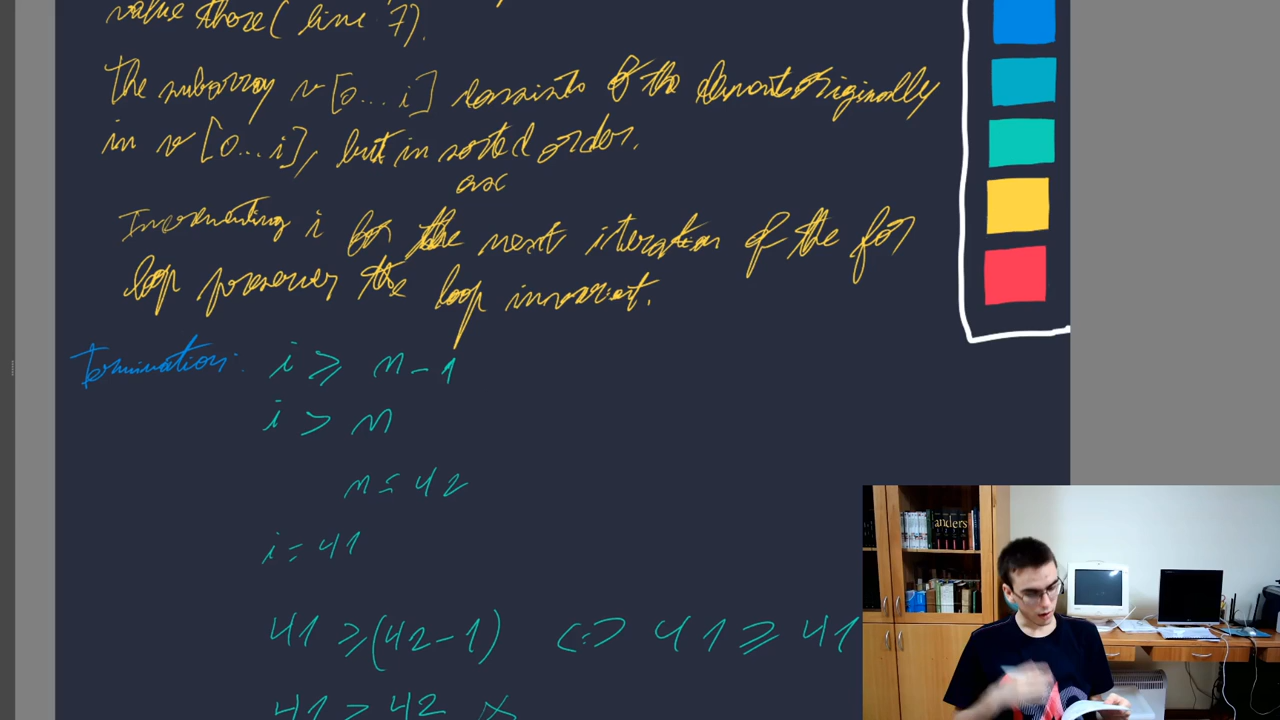 value those (line 7).
The subarray v[0...i] consists of the elements originally
in v[0...i], but in sorted order.
asc
Incrementing i for the next iteration of the for
loop preserves the loop invariant.
Termination: i ≥ n - 1
i > n
n = 42
i = 41
41 ≥ (42-1) <=> 41 ≥ 41
41 > 42 x
anders